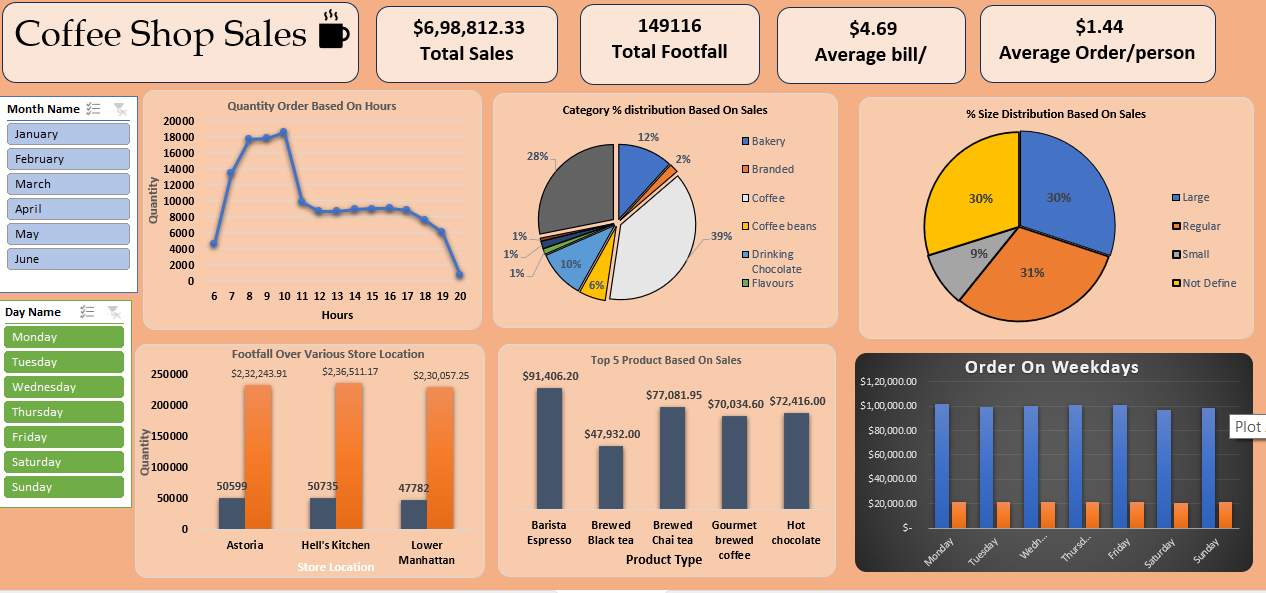 Coffee Shop Sales
$6,98,812.33
Total Sales
149116
Total Footfall
$4.69
Average bill/
$1.44
Average Order/person
Month Name
January
February
March
April
May
June
Day Name
Monday
Tuesday
Wednesday
Thursday
Friday
Saturday
Sunday
Quantity Order Based On Hours
20000
18000
16000
14000
12000
10000
8000
6000
4000
2000
0
Quantity
6 7 8 9 10 11 12 13 14 15 16 17 18 19 20
Hours
Category % distribution Based On Sales
12%
2%
39%
6%
10%
1%
1%
1%
28%
Bakery
Branded
Coffee
Coffee beans
Drinking
Chocolate
Flavours
% Size Distribution Based On Sales
30%
31%
9%
30%
Large
Regular
Small
Not Define
Footfall Over Various Store Location
250000
200000
150000
100000
50000
0
Quantity
$2,32,243.91
$2,36,511.17
$2,30,057.25
50599
50735
47782
Astoria
Hell's Kitchen
Lower
Manhattan
Store Location
Top 5 Product Based On Sales
$91,406.20
$47,932.00
$77,081.95
$70,034.60
$72,416.00
Barista
Espresso
Brewed
Black tea
Brewed
Chai tea
Gourmet
brewed
coffee
Hot
chocolate
Product Type
Order On Weekdays
$1,20,000.00
$1,00,000.00
$80,000.00
$60,000.00
$40,000.00
$20,000.00
$-
Monday
Tuesday
Wedn...
Thursd...
Friday
Saturday
Sunday
Plot